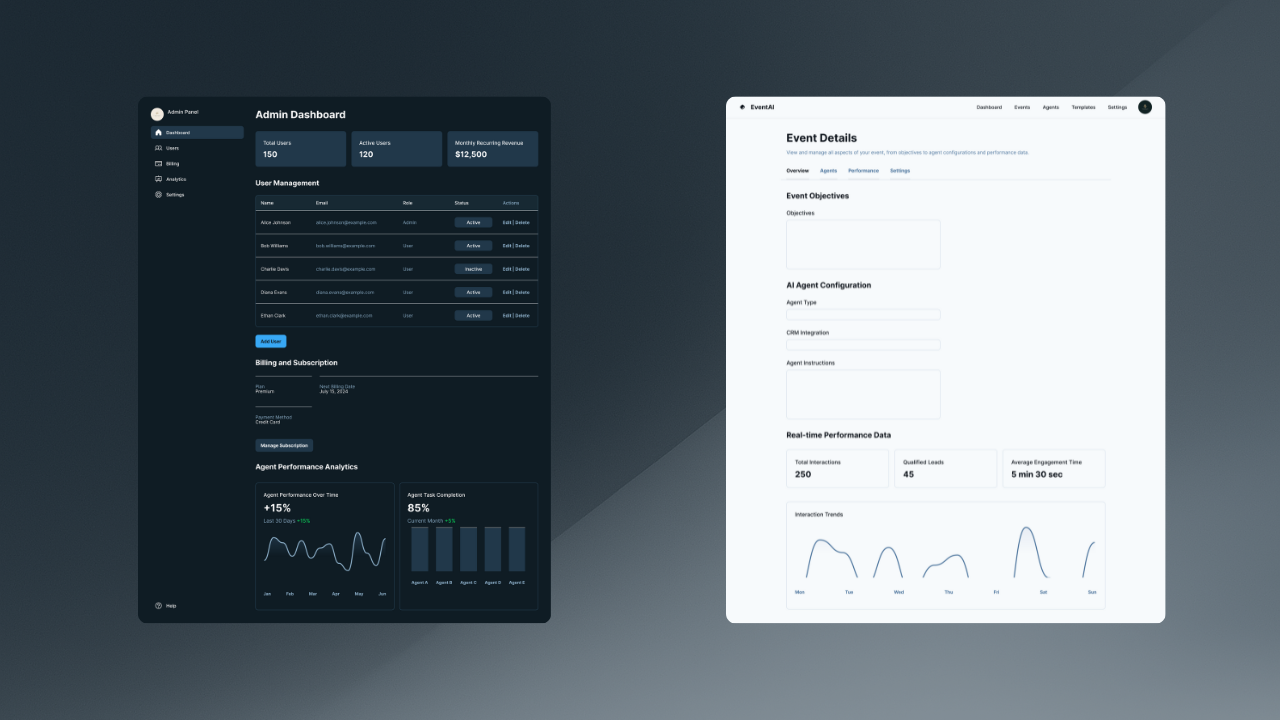 Admin Panel
Dashboard
Users
Billing
Analytics
Settings
Help
Admin Dashboard
Total Users
150
Active Users
120
Monthly Recurring Revenue
$12,500
User Management
Name Email Role Status Actions
Alice Johnson alice.johnson@example.com Admin Active Edit | Delete
Bob Williams bob.williams@example.com User Active Edit | Delete
Charlie Davis charlie.davis@example.com User Inactive Edit | Delete
Diana Evans diana.evans@example.com User Active Edit | Delete
Ethan Clark ethan.clark@example.com User Active Edit | Delete
Add User
Billing and Subscription
Plan
Premium
Next Billing Date
July 15, 2024
Payment Method
Credit Card
Manage Subscription
Agent Performance Analytics
Agent Performance Over Time
+15%
Last 30 Days +15%
Jan Feb Mar Apr May Jun
Agent Task Completion
85%
Current Month +5%
Agent A Agent B Agent C Agent D Agent E
EventAI
Dashboard Events Agents Templates Settings
Event Details
View and manage all aspects of your event, from objectives to agent configurations and performance data.
Overview Agents Performance Settings
Event Objectives
Objectives
AI Agent Configuration
Agent Type
CRM Integration
Agent Instructions
Real-time Performance Data
Total Interactions
250
Qualified Leads
45
Average Engagement Time
5 min 30 sec
Interaction Trends
Mon Tue Wed Thu Fri Sat Sun